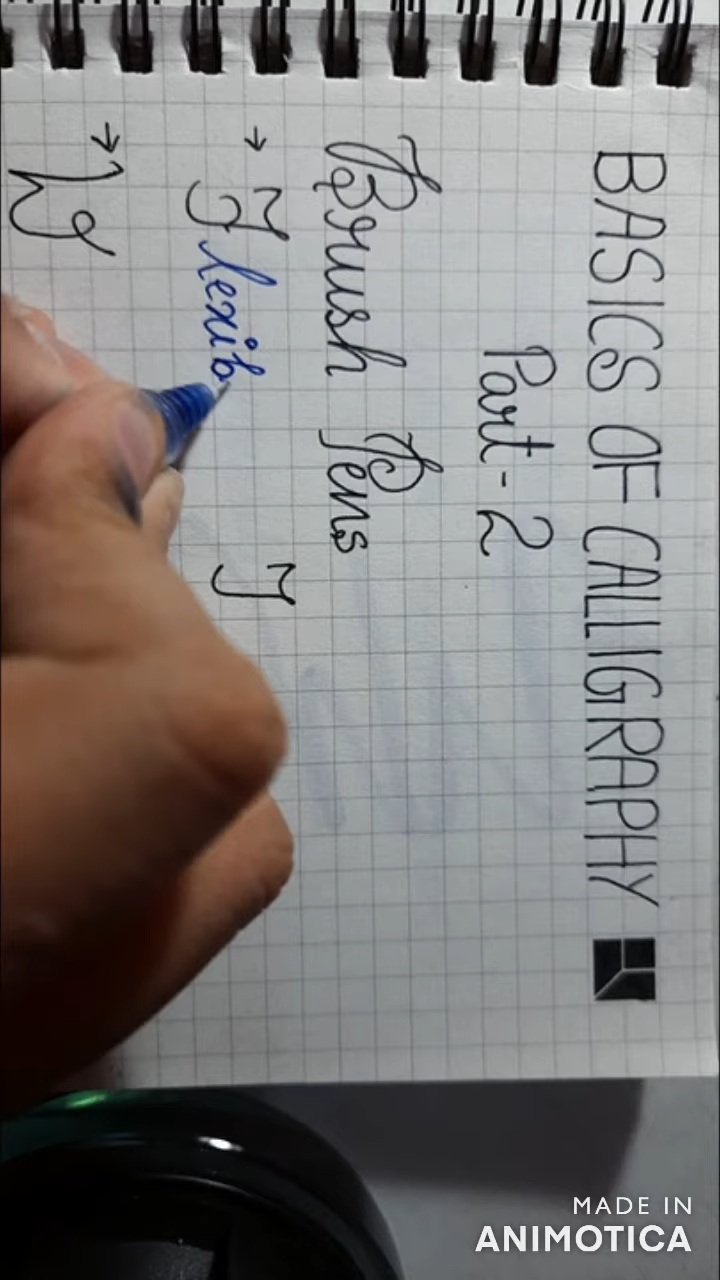 BASICS OF CALLIGRAPHY
Part-2
Brush Pens
→ Flexib F
→ W
MADE IN
ANIMOTICA